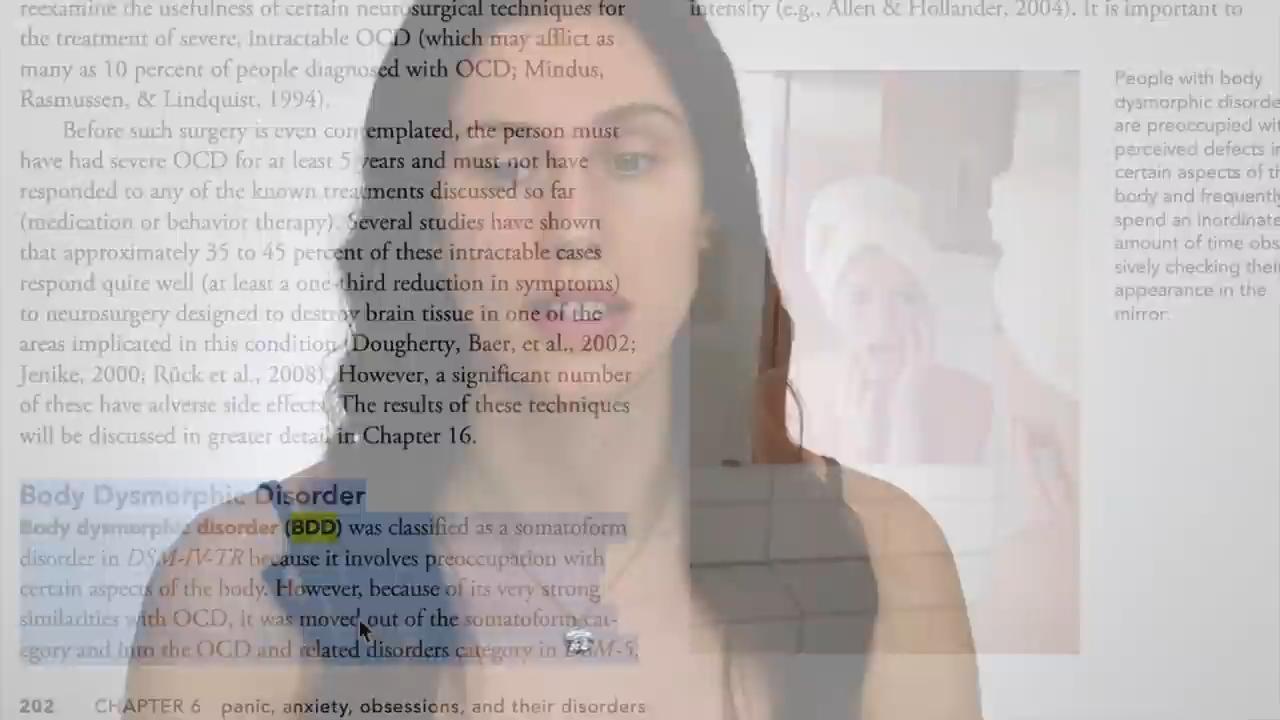 reexamine the usefulness of certain neurosurgical techniques for
the treatment of severe, intractable OCD (which may afflict as
many as 10 percent of people diagnosed with OCD; Mindus,
Rasmussen, & Lindquist, 1994).
Before such surgery is even contemplated, the person must
have had severe OCD for at least 5 years and must not have
responded to any of the known treatments discussed so far
(medication or behavior therapy). Several studies have shown
that approximately 35 to 45 percent of these intractable cases
respond quite well (at least a one-third reduction in symptoms)
to neurosurgery designed to destroy brain tissue in one of the
areas implicated in this condition (Dougherty, Baer, et al., 2002;
Jenike, 2000; Rück et al., 2008). However, a significant number
of these have adverse side effects. The results of these techniques
will be discussed in greater detail in Chapter 16.
Body Dysmorphic Disorder
Body dysmorphic disorder (BDD) was classified as a somatoform
disorder in DSM-IV-TR because it involves preoccupation with
certain aspects of the body. However, because of its very strong
similarities with OCD, it was moved out of the somatoform cat-
egory and into the OCD and related disorders category in DSM-5.
202 CHAPTER 6 panic, anxiety, obsessions, and their disorders
intensity (e.g., Allen & Hollander, 2004). It is important to
People with body
dysmorphic disorde
are preoccupied wi
perceived defects i
certain aspects of th
body and frequently
spend an inordinate
amount of time obs
sively checking thei
appearance in the
mirror.